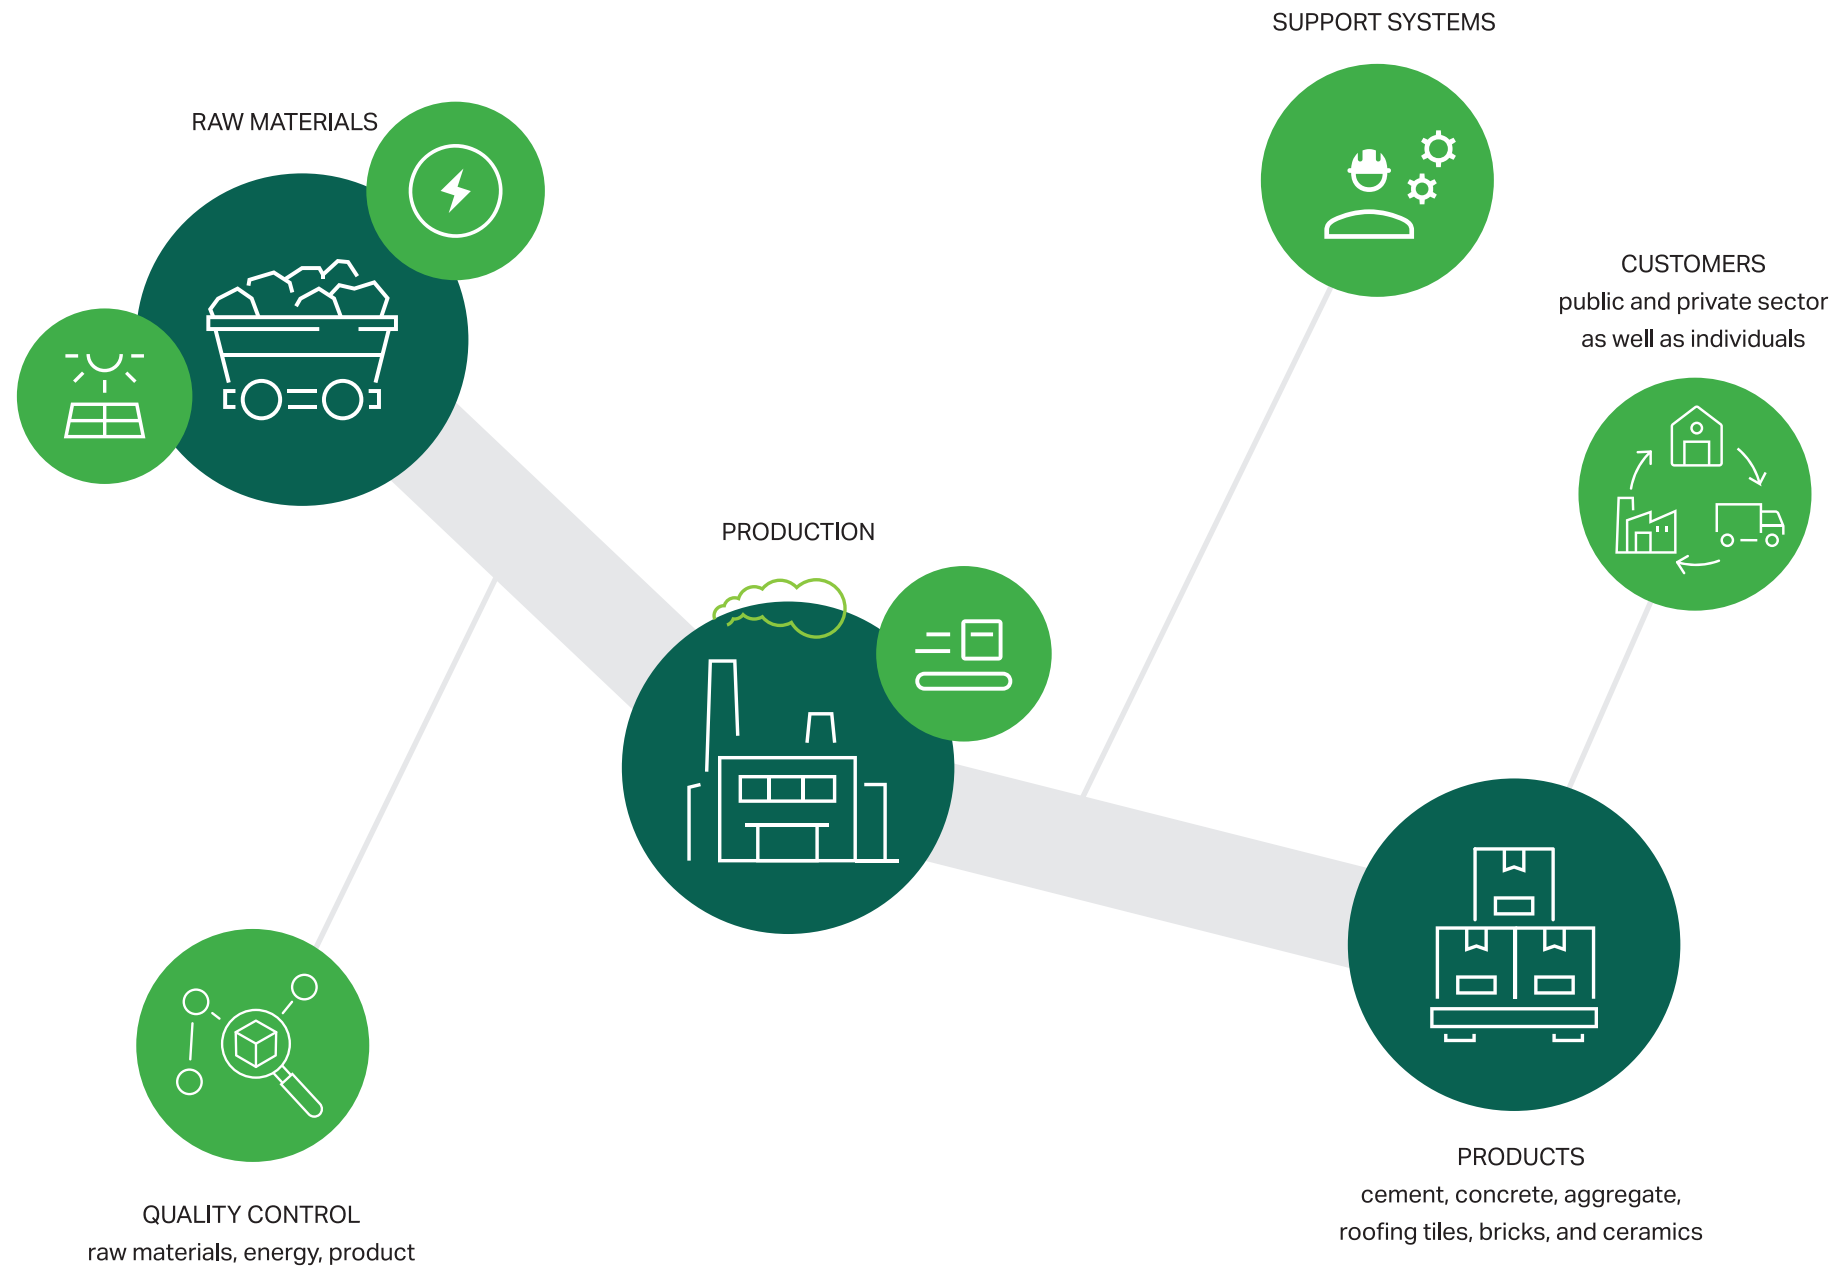 SUPPORT SYSTEMS
RAW MATERIALS
CUSTOMERS
public and private sector
as well as individuals
PRODUCTION
PRODUCTS
cement, concrete, aggregate,
roofing tiles, bricks, and ceramics
QUALITY CONTROL
raw materials, energy, product